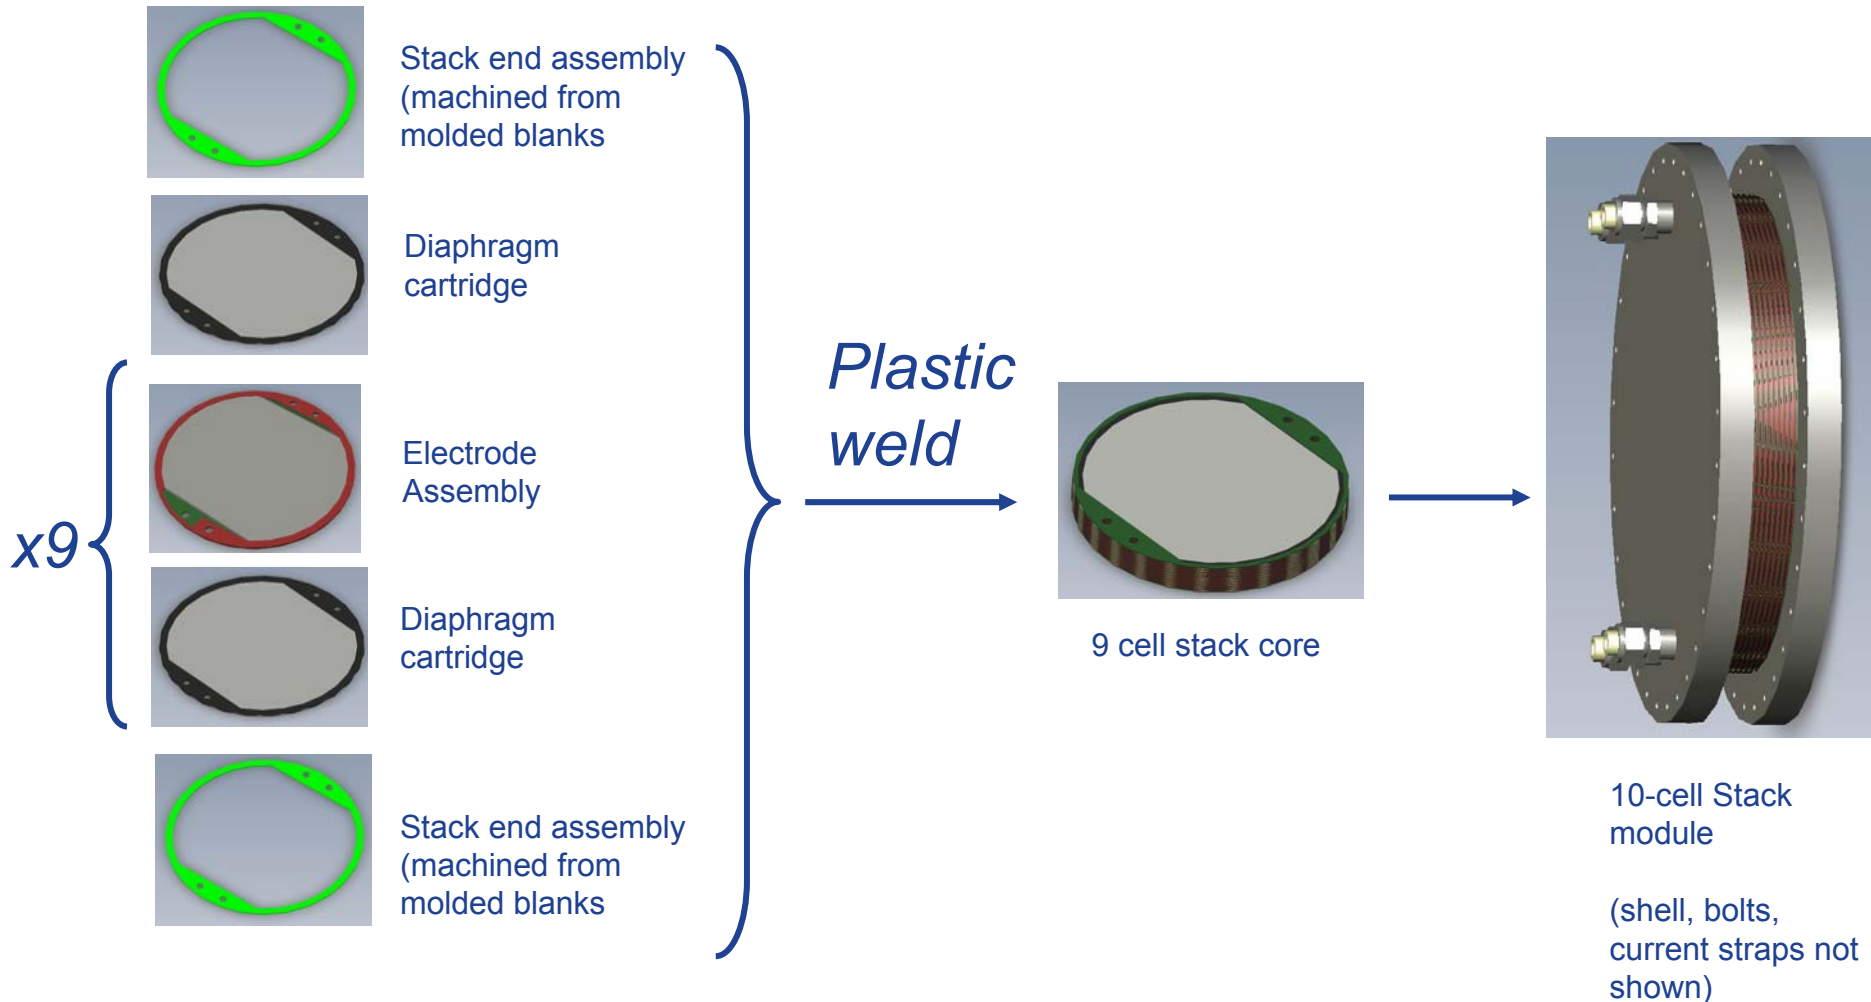 Stack end assembly
(machined from
molded blanks
Diaphragm
cartridge
x9
Electrode
Assembly
Diaphragm
cartridge
Stack end assembly
(machined from
molded blanks
Plastic
weld
9 cell stack core
10-cell Stack
module
(shell, bolts,
current straps not
shown)